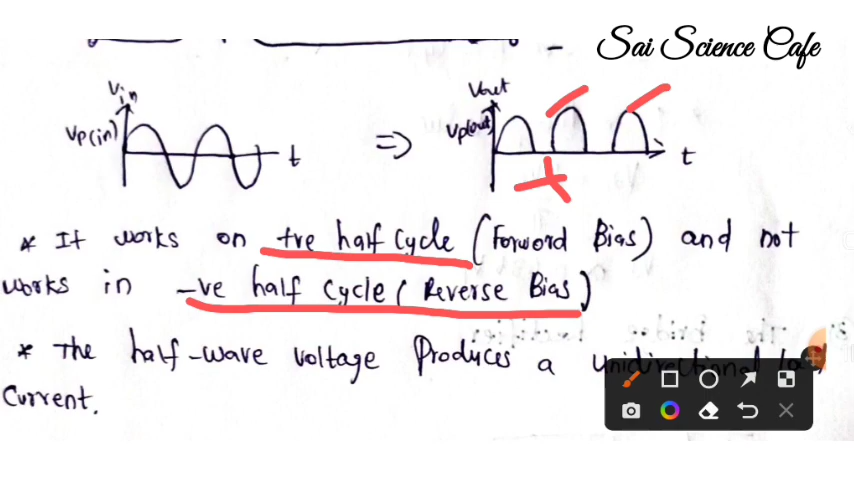 Sai Science Cafe
Vin
Vp(in)
t
⇒
Vout
Vp(out)
t
* It works on +ve half cycle (Forword Bias) and not
works in -ve half cycle ( Reverse Bias)
* The half-wave voltage Produces a unidirectional
Current.